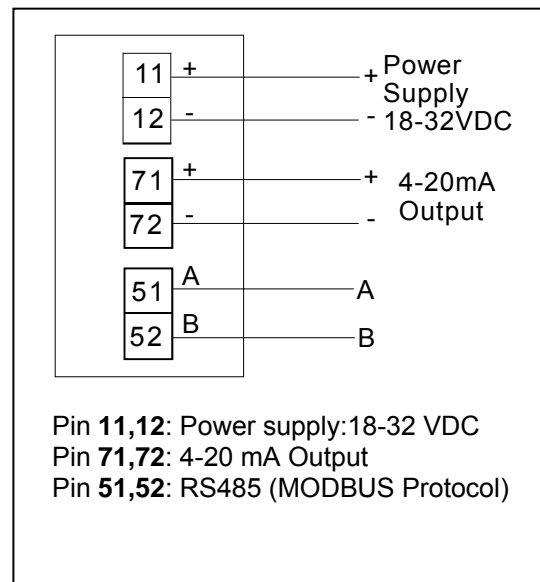 11 + + Power
Supply
12 - - 18-32VDC
71 + + 4-20mA
Output
72 - -
51 A A
52 B B
Pin 11,12: Power supply:18-32 VDC
Pin 71,72: 4-20 mA Output
Pin 51,52: RS485 (MODBUS Protocol)